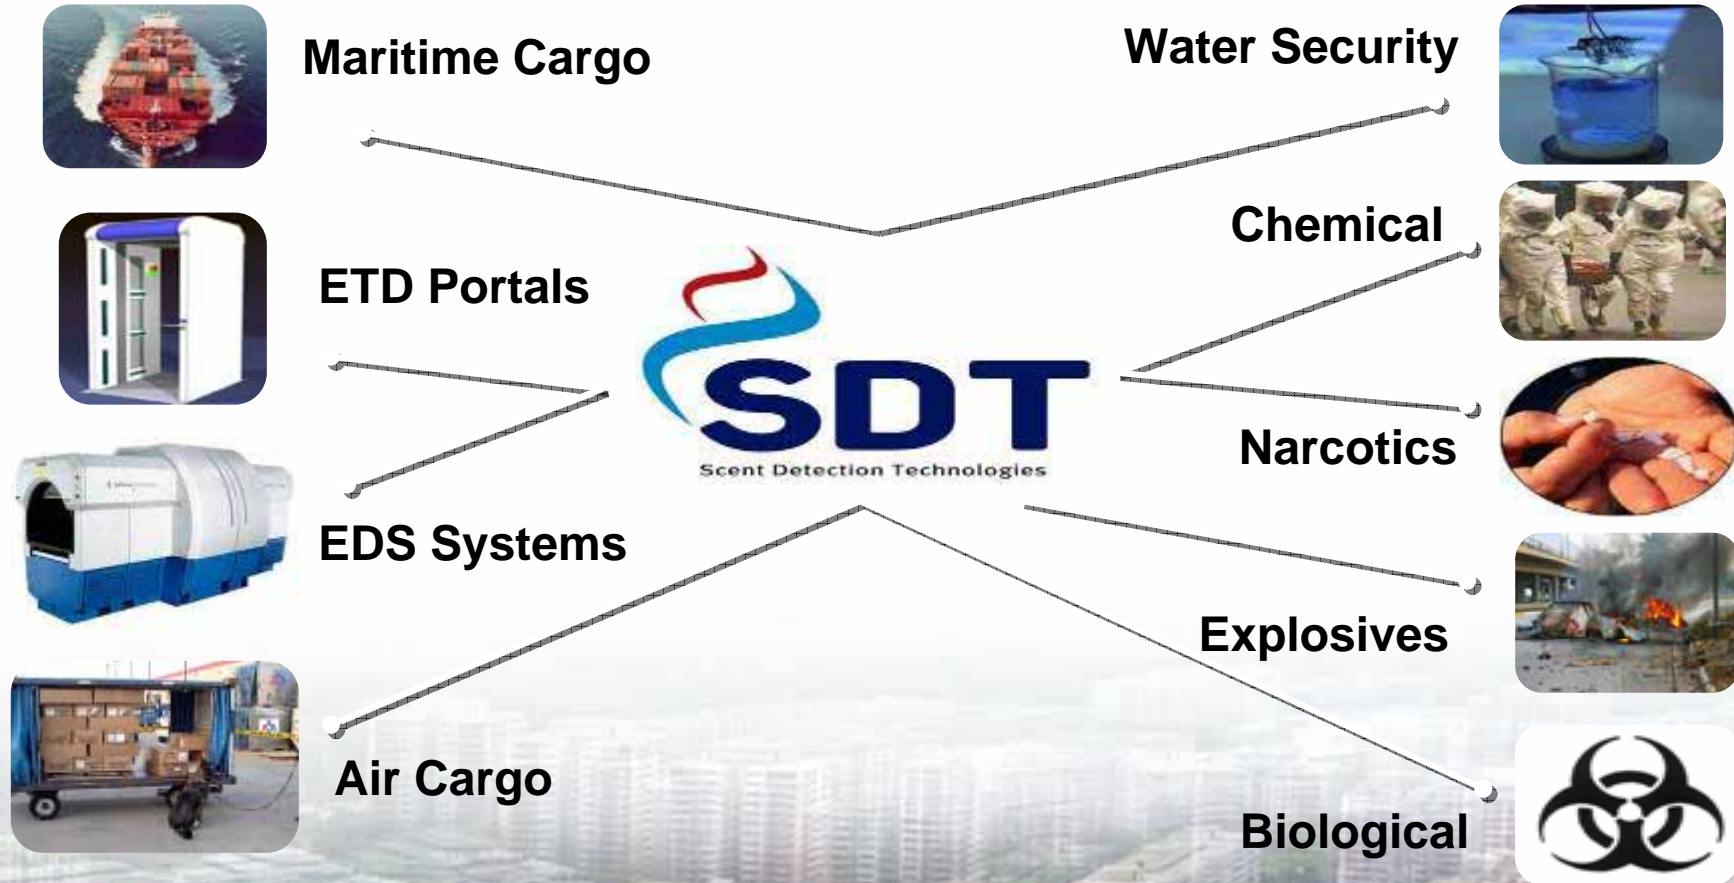 Maritime Cargo
Water Security
ETD Portals
Chemical
SDT
Scent Detection Technologies
Narcotics
EDS Systems
Explosives
Air Cargo
Biological